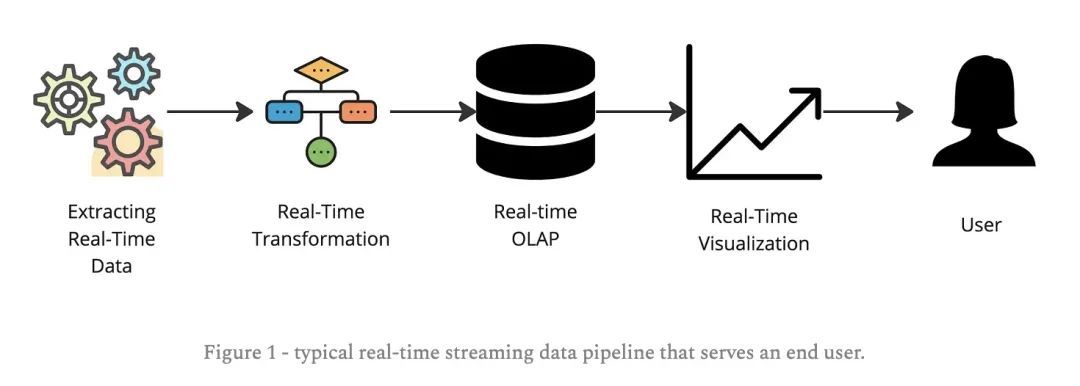 Extracting
Real-Time
Data
Real-Time
Transformation
Real-time
OLAP
Real-Time
Visualization
User
Figure 1 - typical real-time streaming data pipeline that serves an end user.